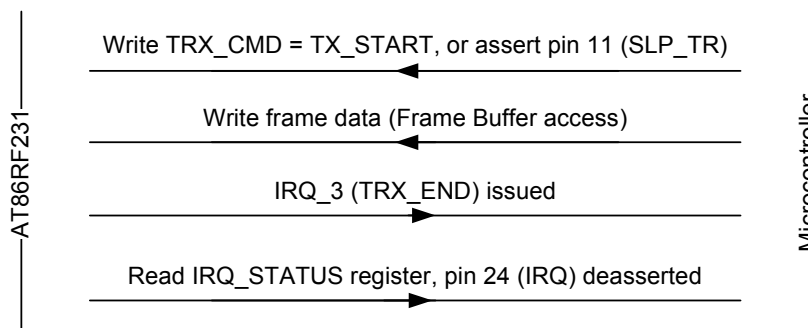 Write TRX_CMD = TX_START, or assert pin 11 (SLP_TR)
Write frame data (Frame Buffer access)
IRQ_3 (TRX_END) issued
Read IRQ_STATUS register, pin 24 (IRQ) deasserted
AT86RF231
Microcontroller